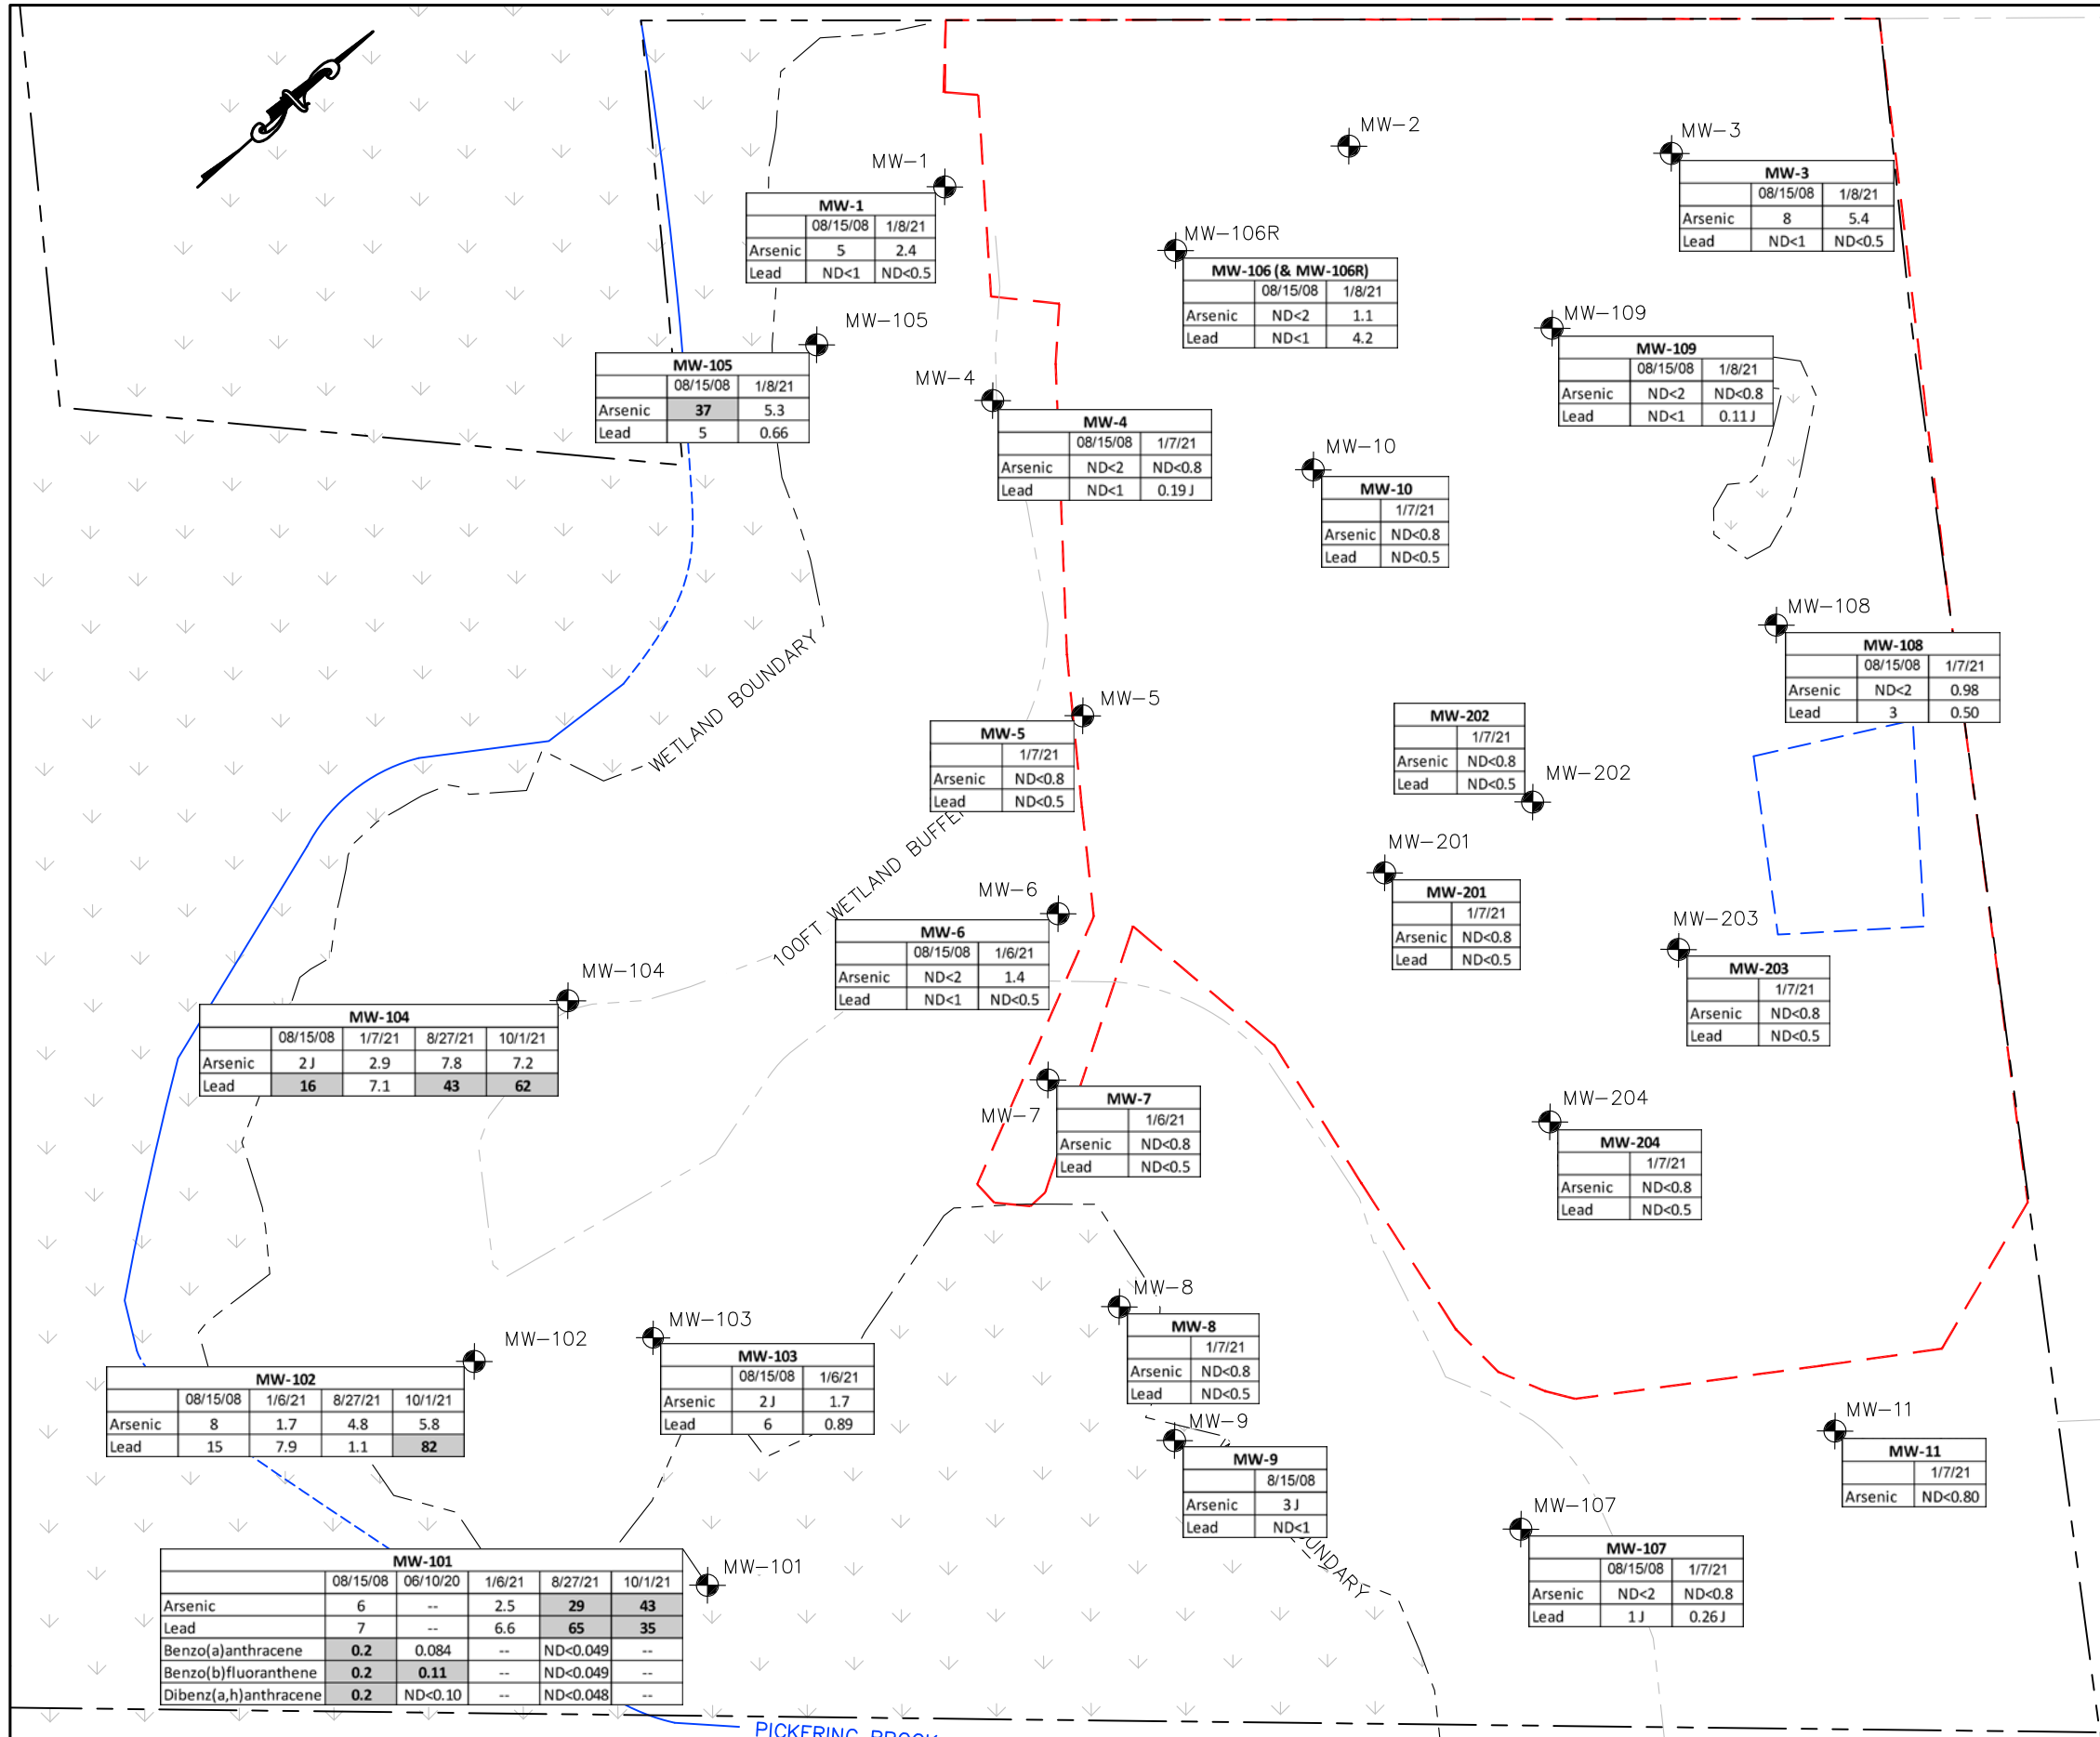 N
MW-2
MW-3
MW-3
08/15/08 1/8/21
Arsenic 8 5.4
Lead ND<1 ND<0.5
MW-1
MW-1
08/15/08 1/8/21
Arsenic 5 2.4
Lead ND<1 ND<0.5
MW-106R
MW-106 (& MW-106R)
08/15/08 1/8/21
Arsenic ND<2 1.1
Lead ND<1 4.2
MW-105
MW-105
08/15/08 1/8/21
Arsenic 37 5.3
Lead 5 0.66
MW-109
MW-109
08/15/08 1/8/21
Arsenic ND<2 ND<0.8
Lead ND<1 0.11 J
MW-4
MW-4
08/15/08 1/7/21
Arsenic ND<2 ND<0.8
Lead ND<1 0.19 J
MW-10
MW-10
1/7/21
Arsenic ND<0.8
Lead ND<0.5
MW-108
MW-108
08/15/08 1/7/21
Arsenic ND<2 0.98
Lead 3 0.50
WETLAND BOUNDARY
MW-5
MW-5
1/7/21
Arsenic ND<0.8
Lead ND<0.5
MW-202
1/7/21
Arsenic ND<0.8
Lead ND<0.5
MW-202
100FT WETLAND BUFFE
MW-201
MW-201
1/7/21
Arsenic ND<0.8
Lead ND<0.5
MW-6
MW-6
08/15/08 1/6/21
Arsenic ND<2 1.4
Lead ND<1 ND<0.5
MW-203
MW-203
1/7/21
Arsenic ND<0.8
Lead ND<0.5
MW-104
MW-104
08/15/08 1/7/21 8/27/21 10/1/21
Arsenic 2 J 2.9 7.8 7.2
Lead 16 7.1 43 62
MW-7
MW-7
1/6/21
Arsenic ND<0.8
Lead ND<0.5
MW-204
MW-204
1/7/21
Arsenic ND<0.8
Lead ND<0.5
MW-8
MW-8
1/7/21
Arsenic ND<0.8
Lead ND<0.5
MW-102
MW-102
08/15/08 1/6/21 8/27/21 10/1/21
Arsenic 8 1.7 4.8 5.8
Lead 15 7.9 1.1 82
MW-103
MW-103
08/15/08 1/6/21
Arsenic 2 J 1.7
Lead 6 0.89
MW-9
MW-9
8/15/08
Arsenic 3 J
Lead ND<1
UNDARY
MW-11
MW-11
1/7/21
Arsenic ND<0.80
MW-107
MW-107
08/15/08 1/7/21
Arsenic ND<2 ND<0.8
Lead 1 J 0.26 J
MW-101
MW-101
08/15/08 06/10/20 1/6/21 8/27/21 10/1/21
Arsenic 6 -- 2.5 29 43
Lead 7 -- 6.6 65 35
Benzo(a)anthracene 0.2 0.084 -- ND<0.049 --
Benzo(b)fluoranthene 0.2 0.11 -- ND<0.049 --
Dibenz(a,h)anthracene 0.2 ND<0.10 -- ND<0.048 --
PICKERING BROOK